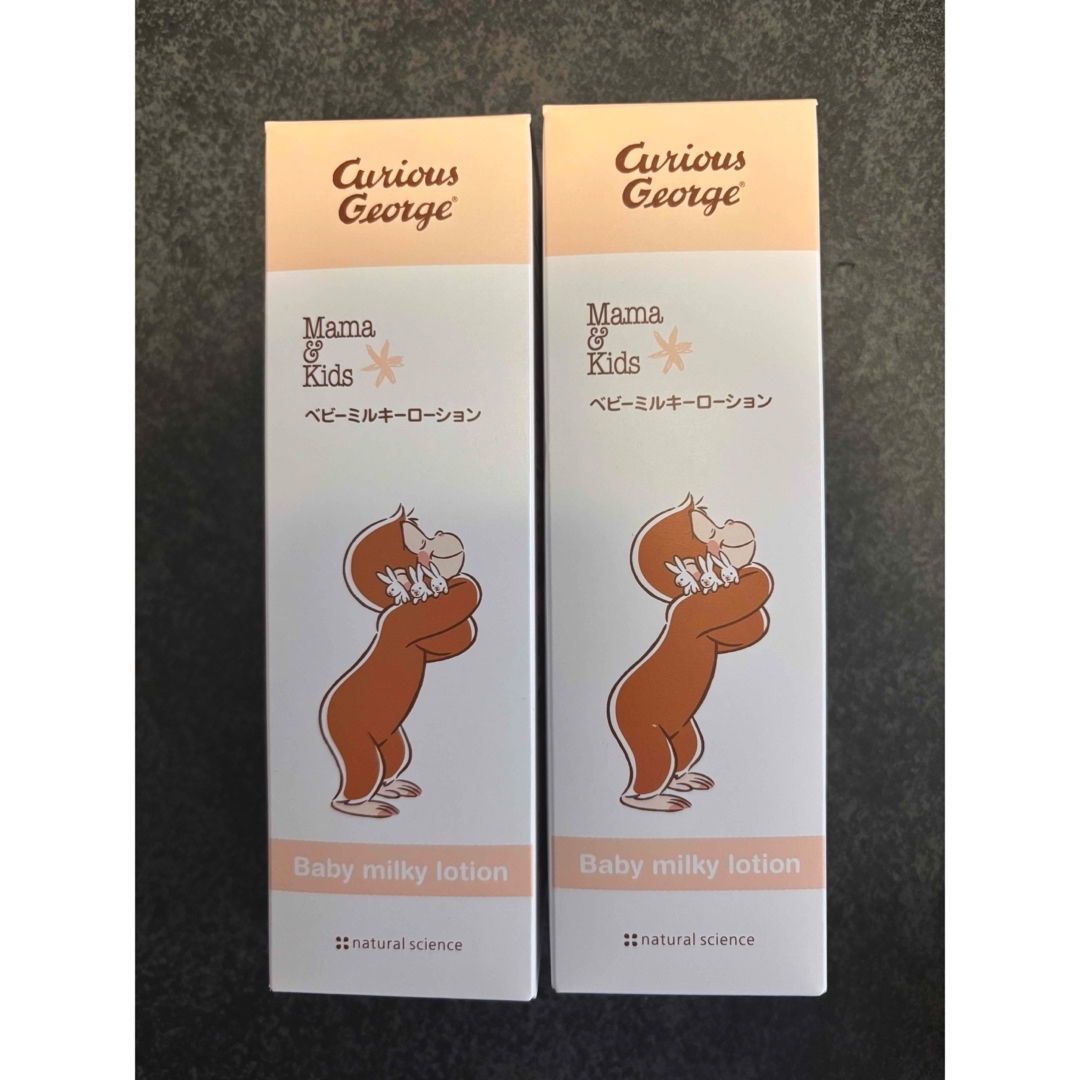 Curious
George®
Mama
&
Kids
ベビーミルキーローション
Baby milky lotion
natural science
Curious
George®
Mama
&
Kids
ベビーミルキーローション
Baby milky lotion
natural science